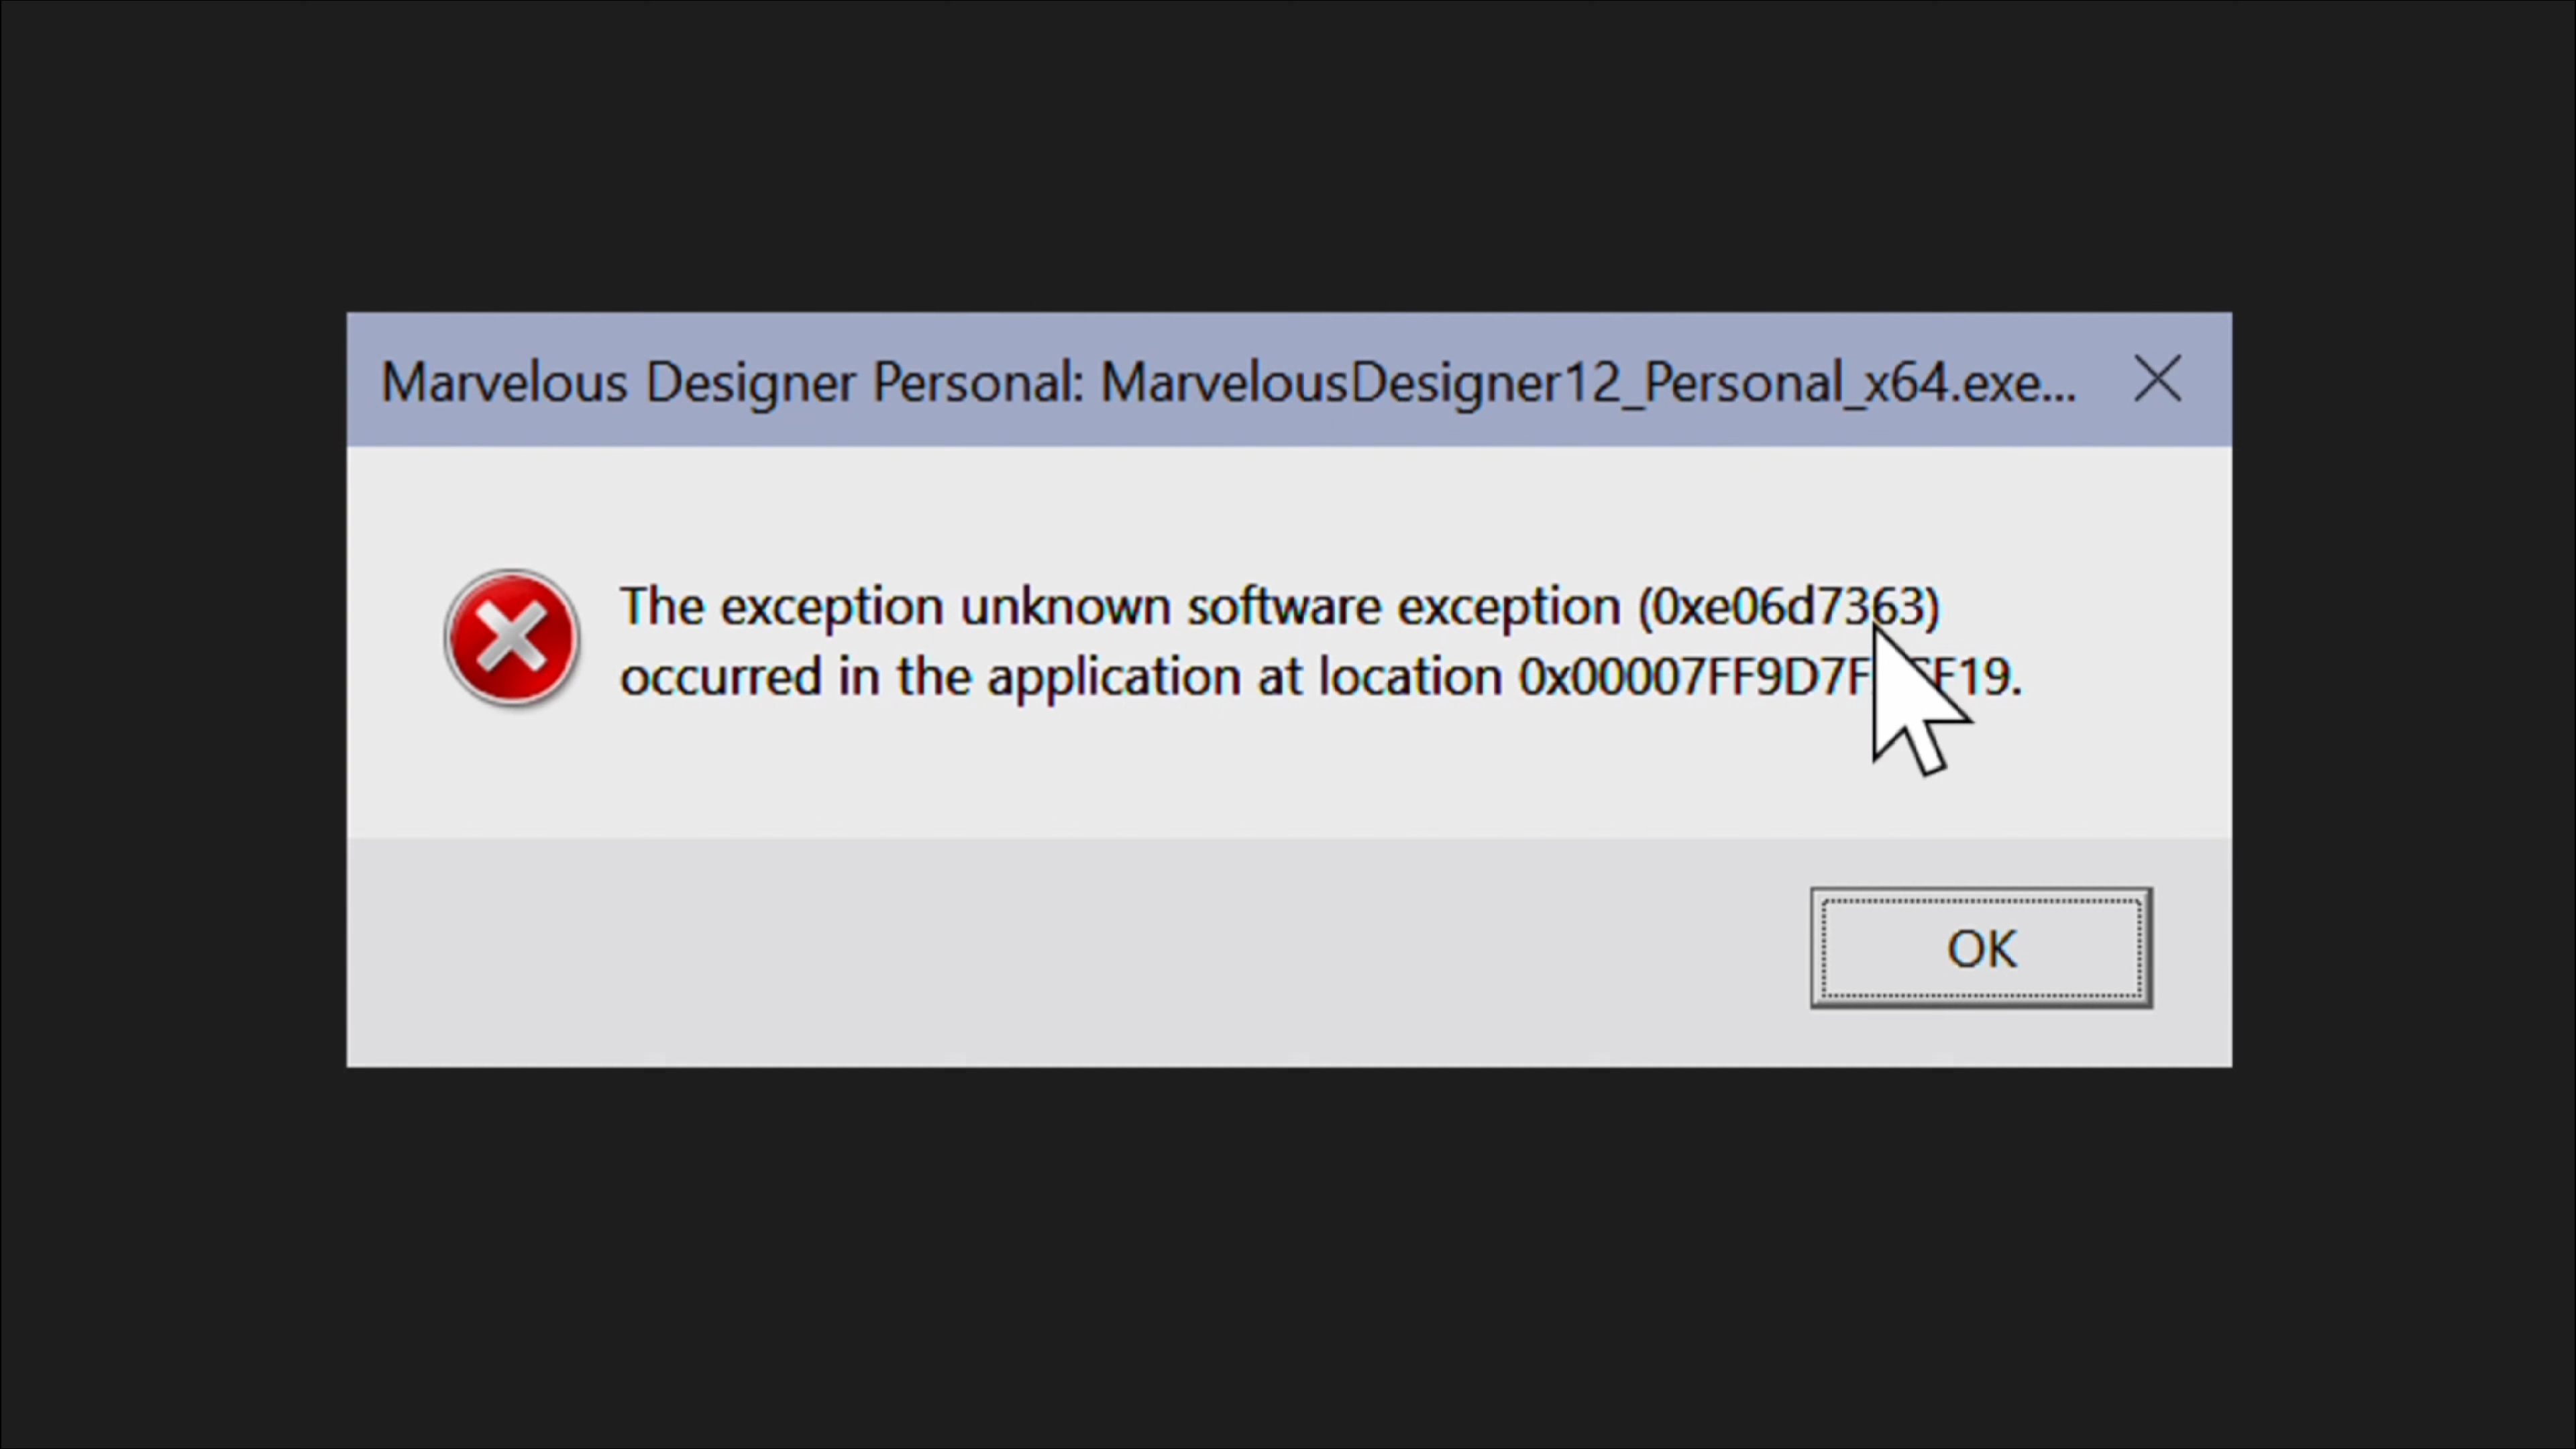 Marvelous Designer Personal: MarvelousDesigner12_Personal_x64.exe...
The exception unknown software exception (0xe06d7363)
occurred in the application at location
OK